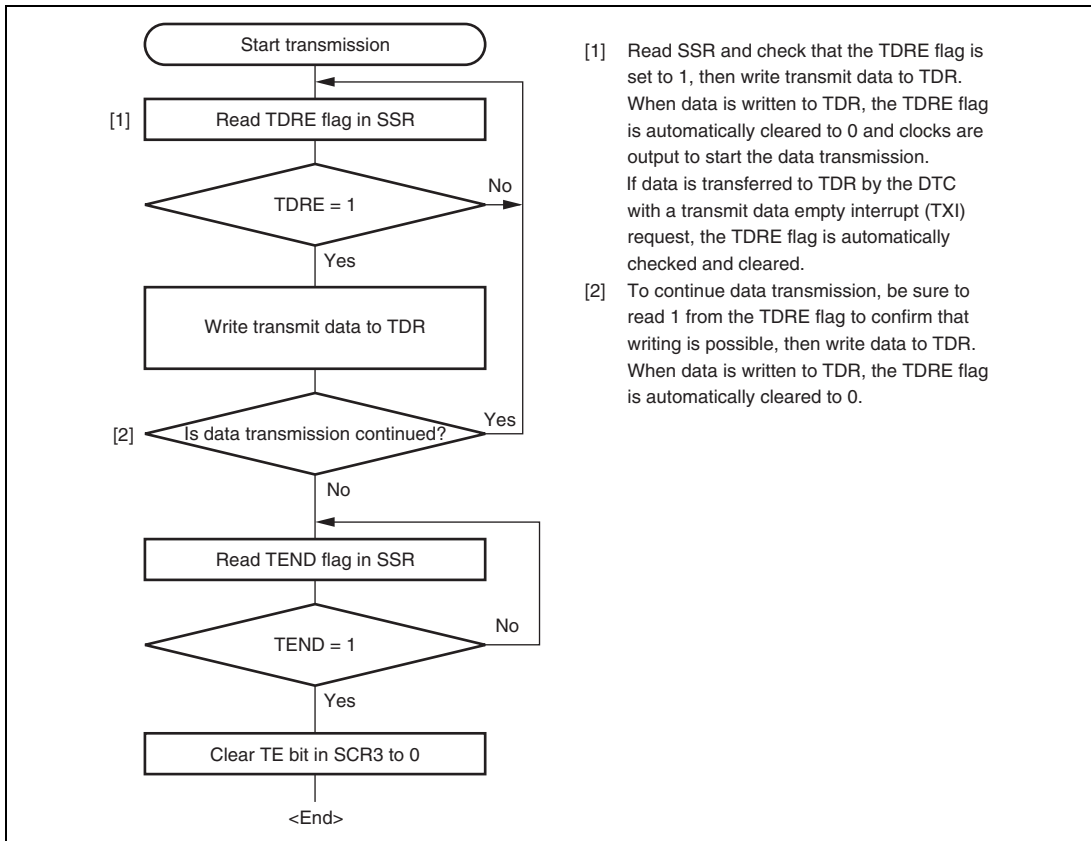 Start transmission
[1]
Read TDRE flag in SSR
TDRE = 1
No
Yes
Write transmit data to TDR
[2]
Is data transmission continued?
Yes
No
Read TEND flag in SSR
TEND = 1
No
Yes
Clear TE bit in SCR3 to 0
<End>
[1] Read SSR and check that the TDRE flag is
set to 1, then write transmit data to TDR.
When data is written to TDR, the TDRE flag
is automatically cleared to 0 and clocks are
output to start the data transmission.
If data is transferred to TDR by the DTC
with a transmit data empty interrupt (TXI)
request, the TDRE flag is automatically
checked and cleared.
[2] To continue data transmission, be sure to
read 1 from the TDRE flag to confirm that
writing is possible, then write data to TDR.
When data is written to TDR, the TDRE flag
is automatically cleared to 0.